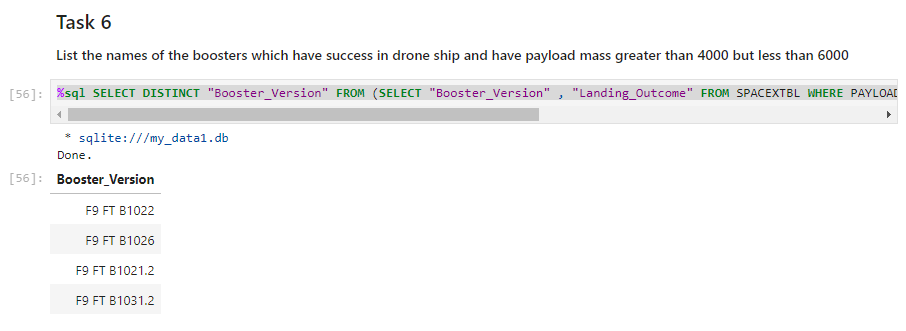 Task 6
List the names of the boosters which have success in drone ship and have payload mass greater than 4000 but less than 6000
[56]: %sql SELECT DISTINCT "Booster_Version" FROM (SELECT "Booster_Version" , "Landing_Outcome" FROM SPACEXTBL WHERE PAYLOAD
* sqlite:///my_data1.db
Done.
[56]: Booster_Version
F9 FT B1022
F9 FT B1026
F9 FT B1021.2
F9 FT B1031.2